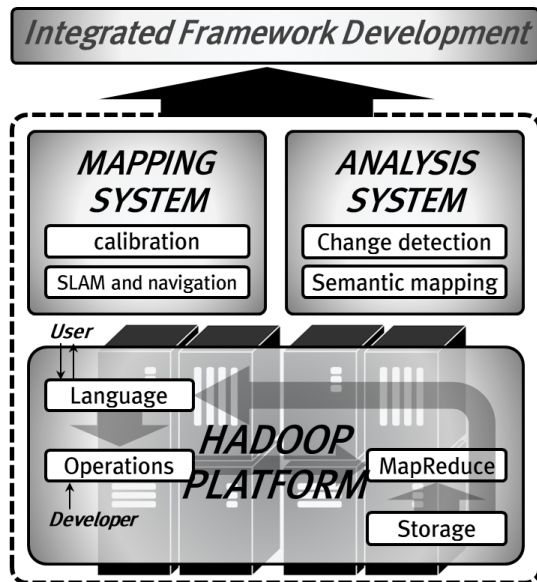 Integrated Framework Development
MAPPING
SYSTEM
calibration
SLAM and navigation
ANALYSIS
SYSTEM
Change detection
Semantic mapping
User
Language
HADOOP
PLATFORM
Operations
MapReduce
Developer
Storage